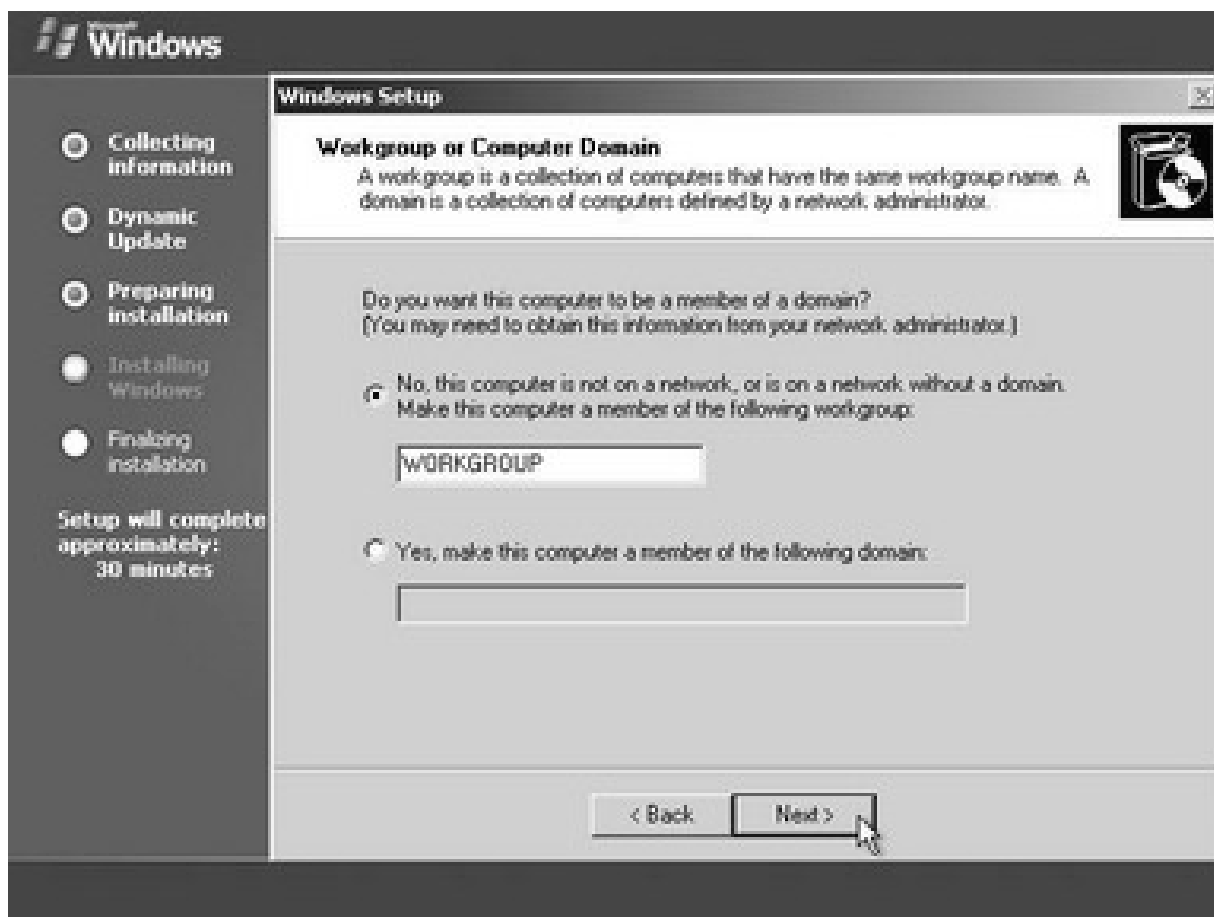 Microsoft
Windows
Collecting
information
Dynamic
Update
Preparing
installation
Installing
Windows
Finalizing
installation
Setup will complete
approximately:
30 minutes
Windows Setup
Workgroup or Computer Domain
A workgroup is a collection of computers that have the same workgroup name. A
domain is a collection of computers defined by a network administrator.
Do you want this computer to be a member of a domain?
(You may need to obtain this information from your network administrator.)
No, this computer is not on a network, or is on a network without a domain.
Make this computer a member of the following workgroup:
WORKGROUP
Yes, make this computer a member of the following domain:
< Back
Next >